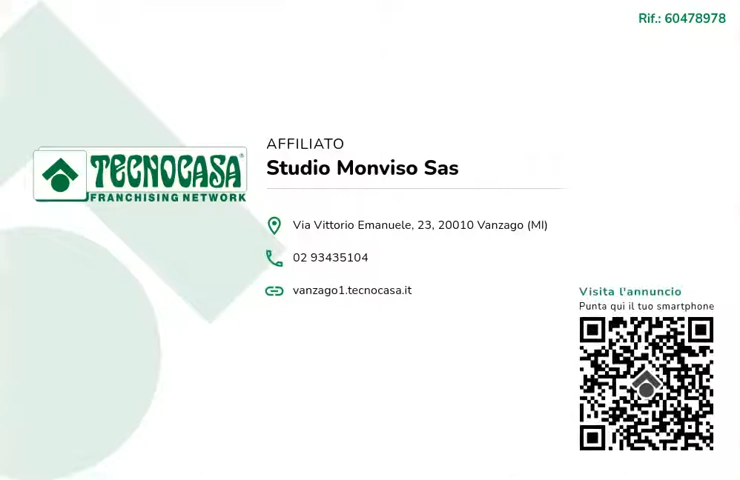 Rif.: 60478978
TECNOCASA®
FRANCHISING NETWORK
AFFILIATO
Studio Monviso Sas
Via Vittorio Emanuele, 23, 20010 Vanzago (MI)
02 93435104
vanzago1.tecnocasa.it
Visita l'annuncio
Punta qui il tuo smartphone